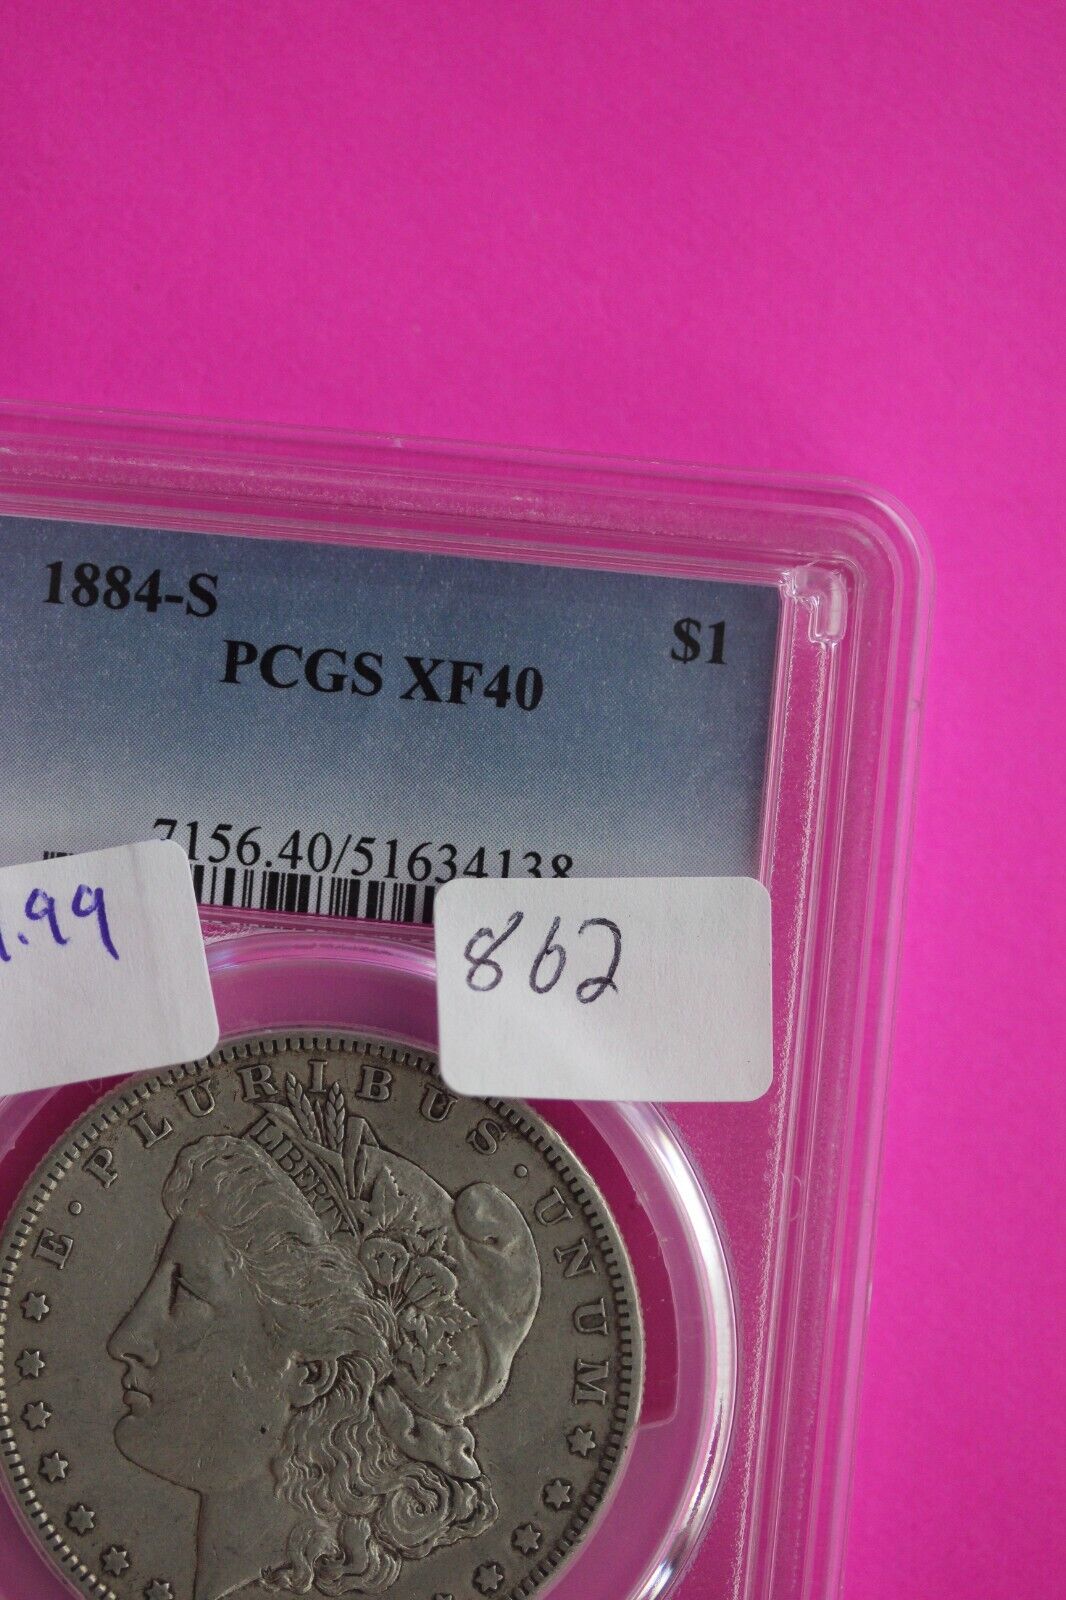 1884-S
$1
PCGS XF40
7156.40/51634138
.99
862
E · PLURIBUS · UNUM
LIBERTY